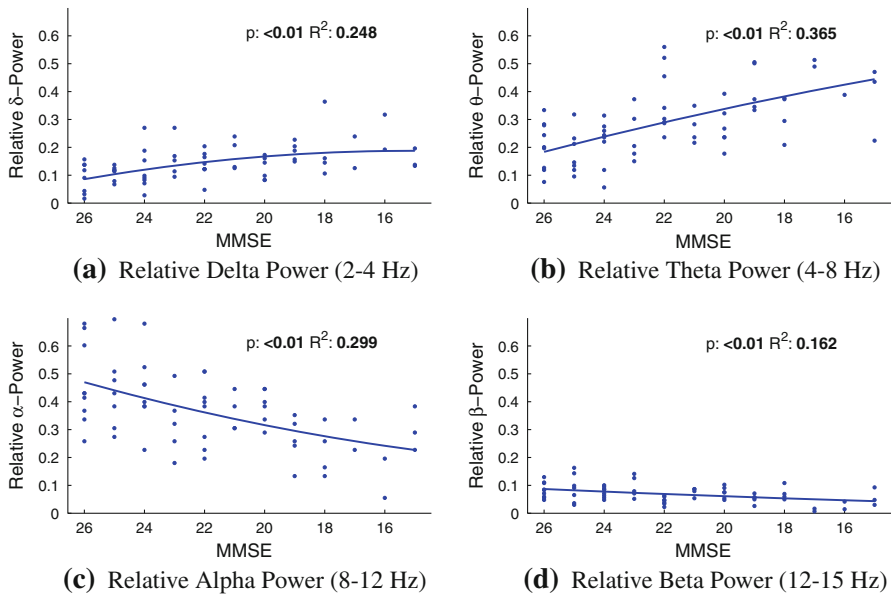 p: <0.01 R²: 0.248
Relative δ–Power
0.6
0.5
0.4
0.3
0.2
0.1
0
26 24 22 20 18 16
MMSE
(a) Relative Delta Power (2-4 Hz)
p: <0.01 R²: 0.365
Relative θ–Power
0.6
0.5
0.4
0.3
0.2
0.1
0
26 24 22 20 18 16
MMSE
(b) Relative Theta Power (4-8 Hz)
p: <0.01 R²: 0.299
Relative α–Power
0.6
0.5
0.4
0.3
0.2
0.1
0
26 24 22 20 18 16
MMSE
(c) Relative Alpha Power (8-12 Hz)
p: <0.01 R²: 0.162
Relative β–Power
0.6
0.5
0.4
0.3
0.2
0.1
0
26 24 22 20 18 16
MMSE
(d) Relative Beta Power (12-15 Hz)